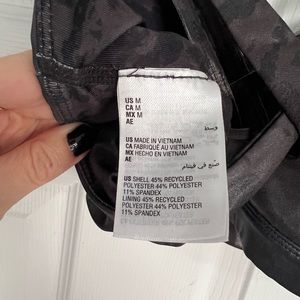 US M
CA M
MX M
AE وسط
US MADE IN VIETNAM
CA FABRIQUÉ AU VIETNAM
MX HECHO EN VIETNAM
AE صنع في فيتنام
US SHELL 45% RECYCLED
POLYESTER 44% POLYESTER
11% SPANDEX
LINING 45% RECYCLED
POLYESTER 44% POLYESTER
11% SPANDEX